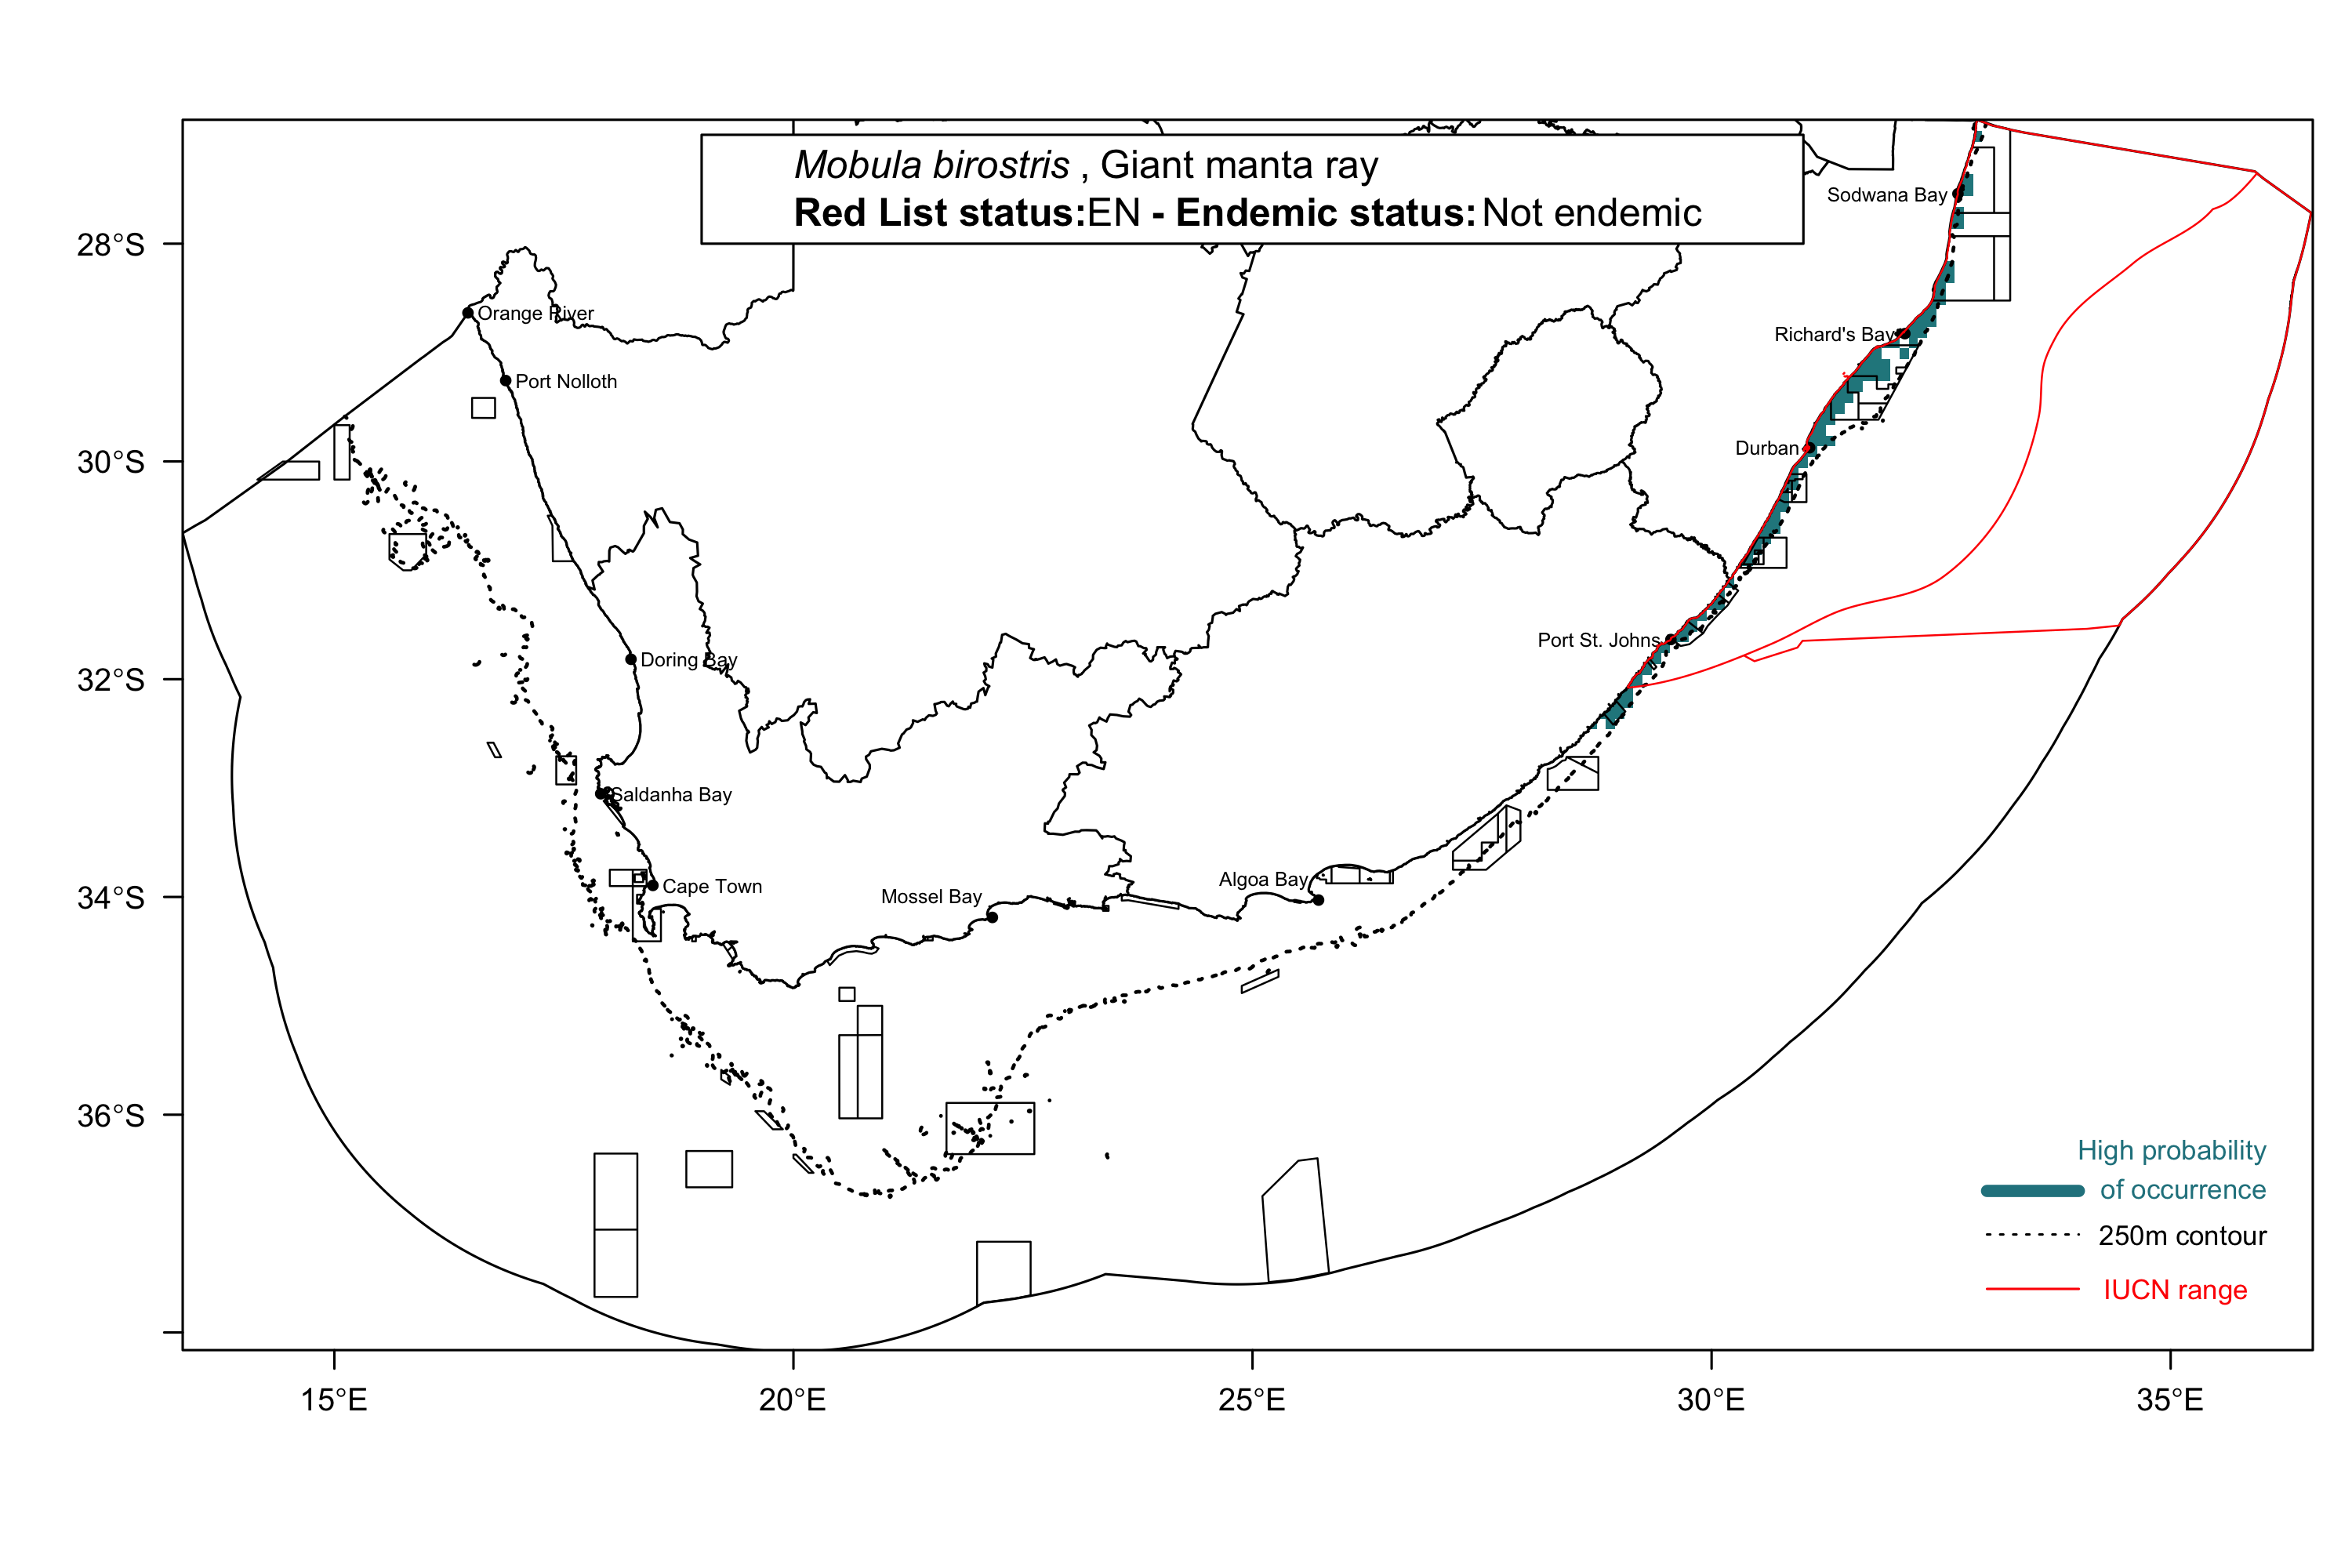 Mobula birostris , Giant manta ray
Red List status:EN - Endemic status: Not endemic
Sodwana Bay
28°S
Orange River
Richard's Bay
Port Nolloth
Durban
30°S
Port St. Johns
Doring Bay
32°S
Saldanha Bay
Cape Town
Algoa Bay
Mossel Bay
34°S
36°S
High probability
of occurrence
250m contour
IUCN range
15°E
20°E
25°E
30°E
35°E